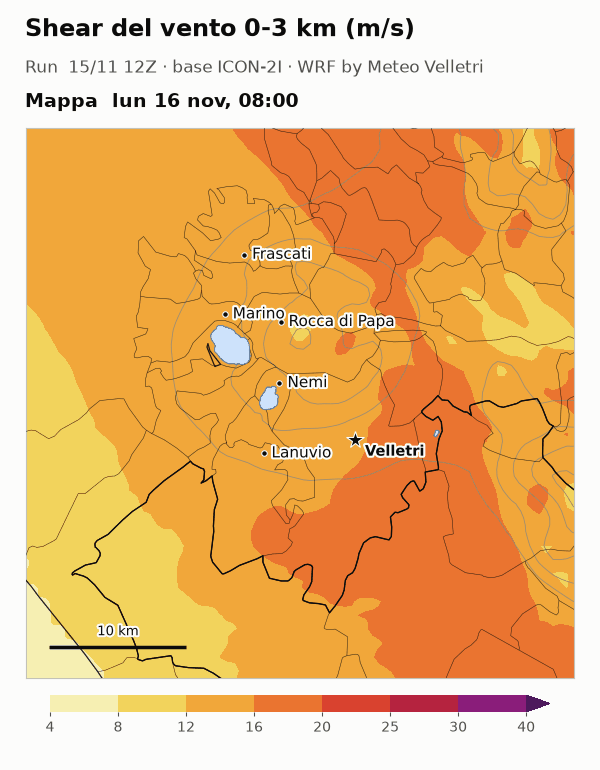 Shear del vento 0-3 km (m/s)
Run  15/11 12Z · base ICON-2I · WRF by Meteo Velletri
Mappa  lun 16 nov, 08:00
Frascati
Marino
Rocca di Papa
Nemi
Velletri
Lanuvio
10 km
4 8 12 16 20 25 30 40